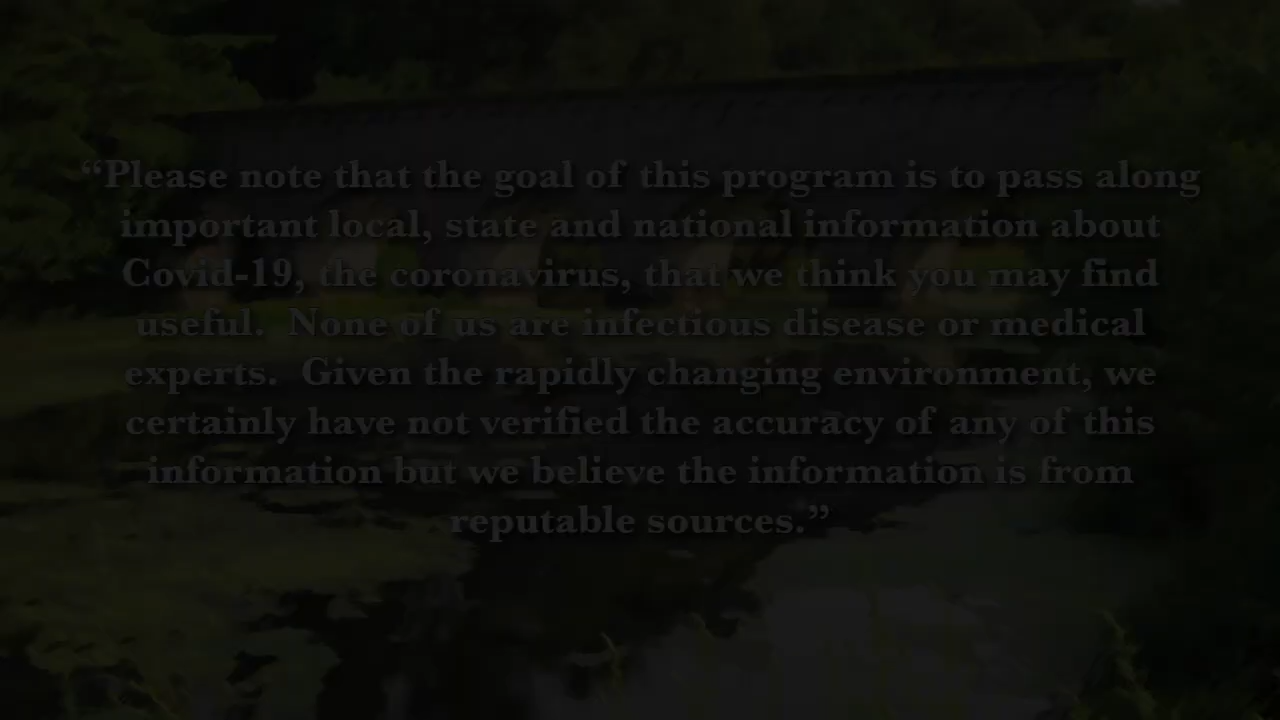 “Please note that the goal of this program is to pass along
important local, state and national information about
Covid-19, the coronavirus, that we think you may find
useful.  None of us are infectious disease or medical
experts.  Given the rapidly changing environment, we
certainly have not verified the accuracy of any of this
information but we believe the information is from
reputable sources.”